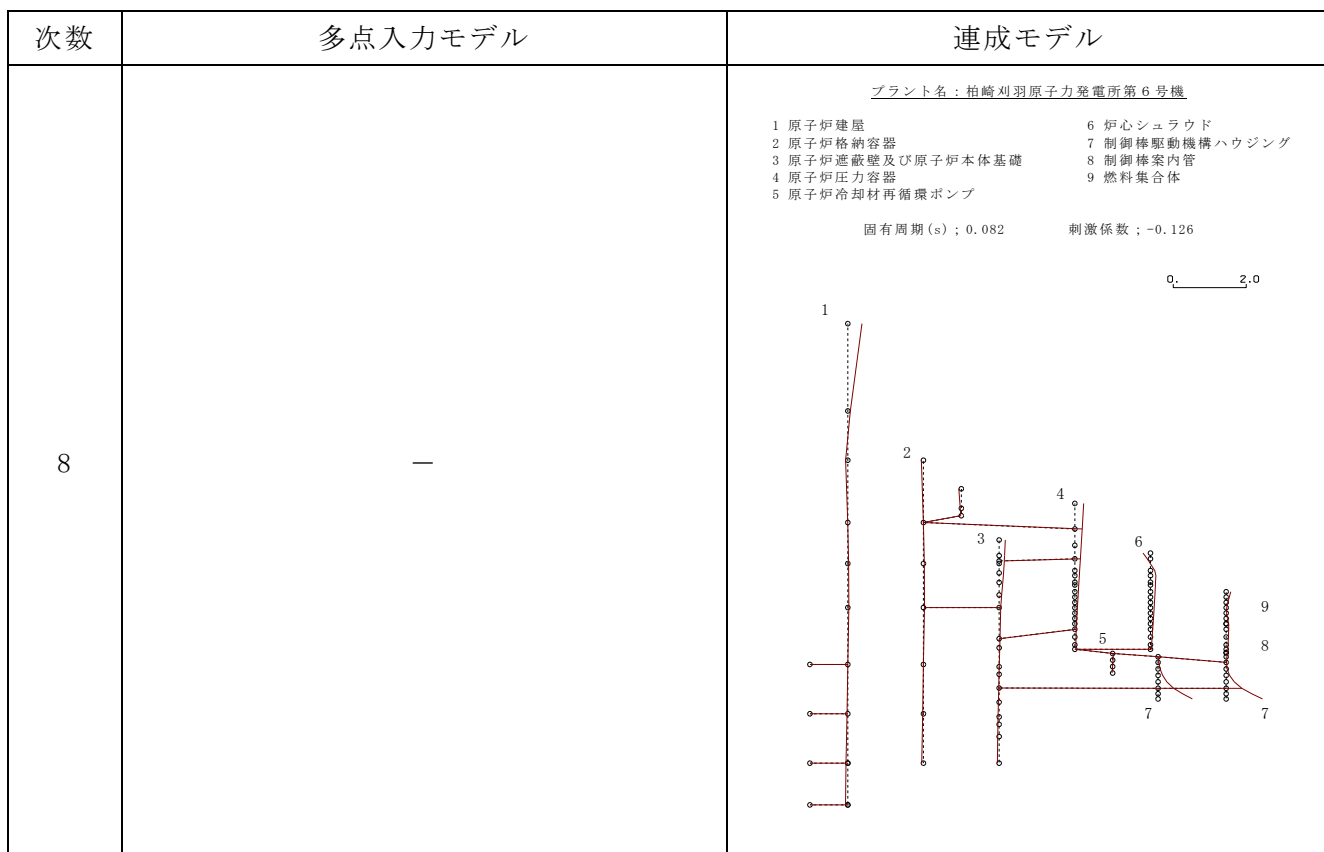 次数 多点入力モデル 連成モデル
プラント名：柏崎刈羽原子力発電所第６号機
1 原子炉建屋 6 炉心シュラウド
2 原子炉格納容器 7 制御棒駆動機構ハウジング
3 原子炉遮蔽壁及び原子炉本体基礎 8 制御棒案内管
4 原子炉圧力容器 9 燃料集合体
5 原子炉冷却材再循環ポンプ
固有周期(s)；0.082 刺激係数；-0.126
0. 2.0
1
8 － 2
4
3
6
9
5 8
7 7